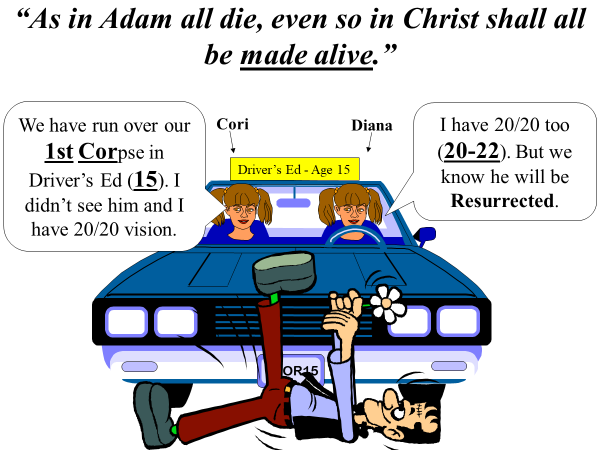 “As in Adam all die, even so in Christ shall all
be made alive.”
We have run over our
1st Corpse in
Driver’s Ed (15). I
didn’t see him and I
have 20/20 vision.
Cori
Diana
Driver’s Ed - Age 15
I have 20/20 too
(20-22). But we
know he will be
Resurrected.
OR15